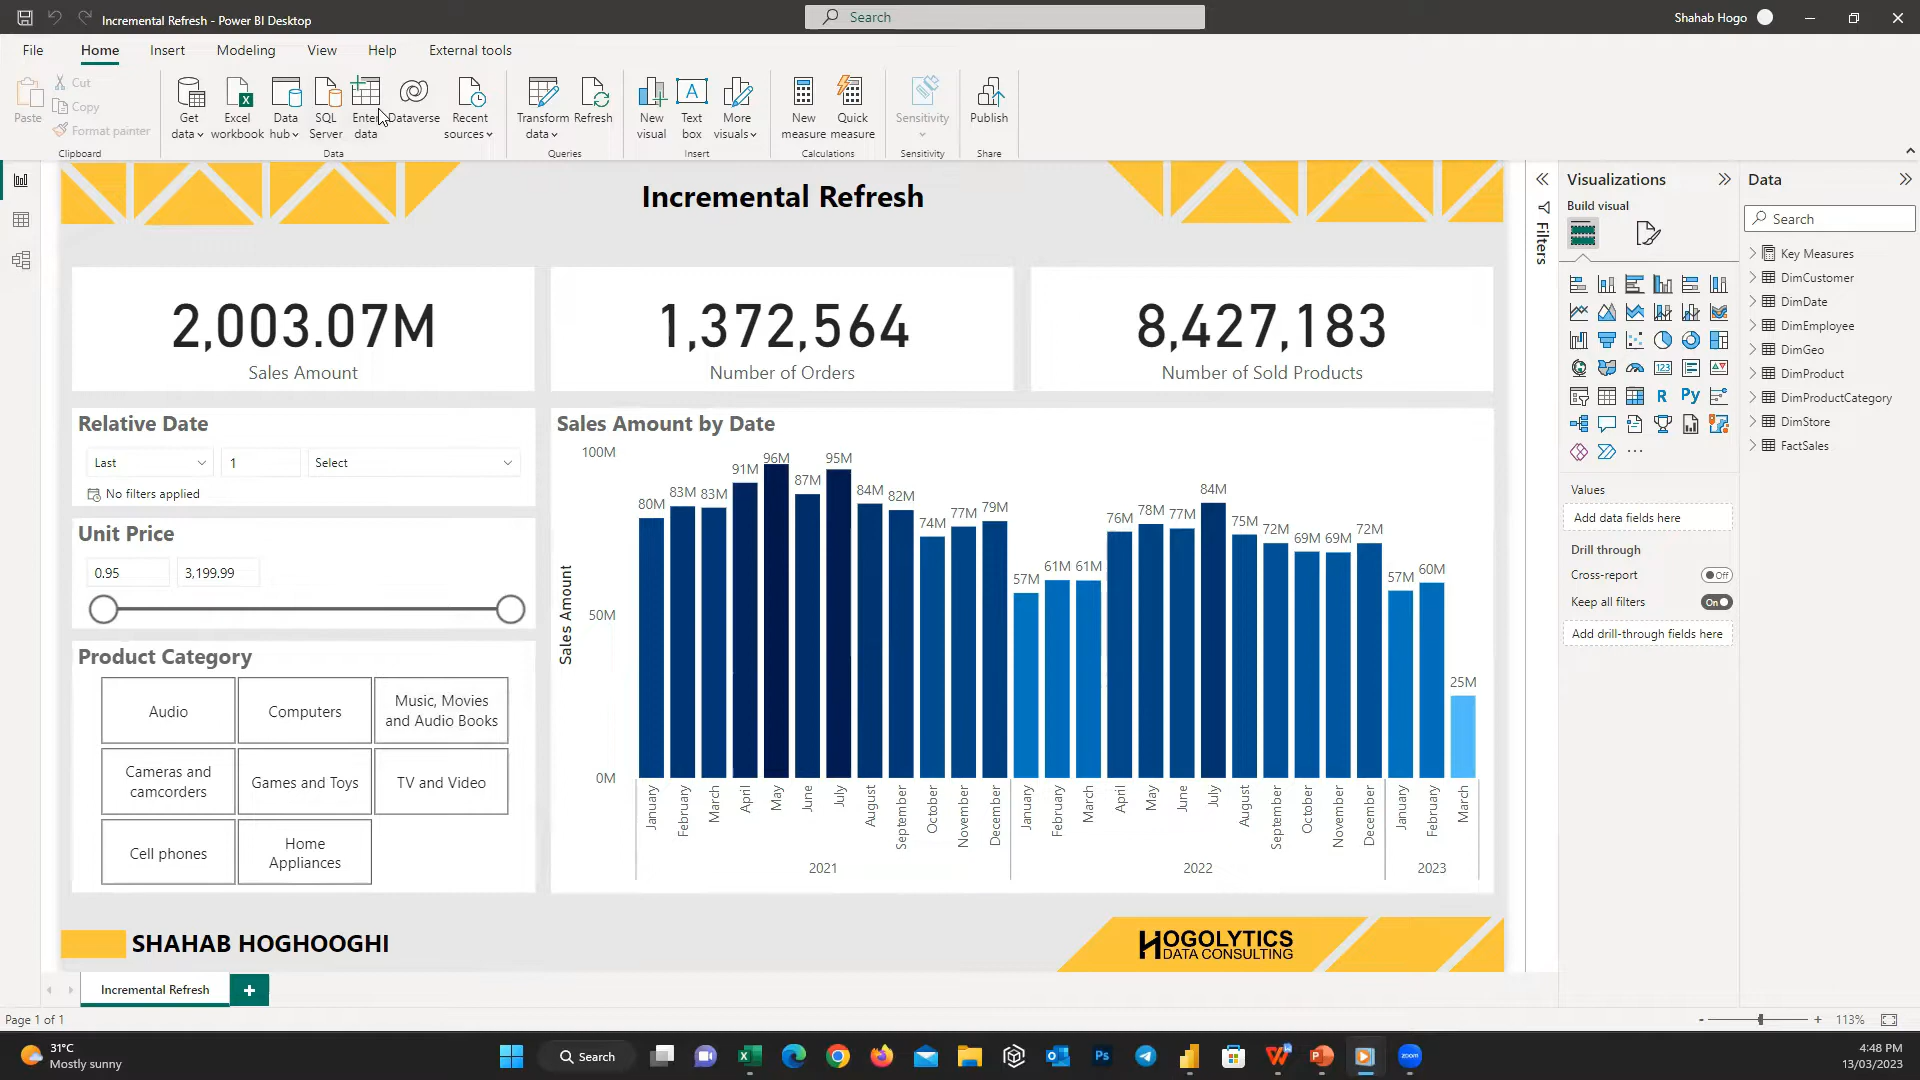 Incremental Refresh - Power BI Desktop
Search
Shahab Hogo
File
Home
Insert
Modeling
View
Help
External tools
Paste
Cut
Copy
Format painter
Clipboard
Get
data
Excel
workbook
Data
hub
SQL
Server
Enter
data
Dataverse
Recent
sources
Data
Transform
data
Refresh
Queries
New
visual
Text
box
More
visuals
Insert
New
measure
Quick
measure
Calculations
Sensitivity
Sensitivity
Publish
Share
Incremental Refresh
2,003.07M
Sales Amount
1,372,564
Number of Orders
8,427,183
Number of Sold Products
Relative Date
Last
1
Select
No filters applied
Unit Price
0.95
3,199.99
Product Category
Audio
Computers
Music, Movies
and Audio Books
Cameras and
camcorders
Games and Toys
TV and Video
Cell phones
Home
Appliances
Sales Amount by Date
Sales Amount
100M
50M
0M
80M
83M
83M
91M
96M
87M
95M
84M
82M
74M
77M
79M
57M
61M
61M
76M
78M
77M
84M
75M
72M
69M
69M
72M
57M
60M
25M
January
February
March
April
May
June
July
August
September
October
November
December
January
February
March
April
May
June
July
August
September
October
November
December
January
February
March
2021
2022
2023
SHAHAB HOGHOOGHI
HOGOLYTICS
DATA CONSULTING
Filters
Visualizations
Build visual
123
R
Py
Values
Add data fields here
Drill through
Cross-report
Off
Keep all filters
On
Add drill-through fields here
Data
Search
Key Measures
DimCustomer
DimDate
DimEmployee
DimGeo
DimProduct
DimProductCategory
DimStore
FactSales
Incremental Refresh
Page 1 of 1
113%
31°C
Mostly sunny
Search
Ps
zoom
4:48 PM
13/03/2023